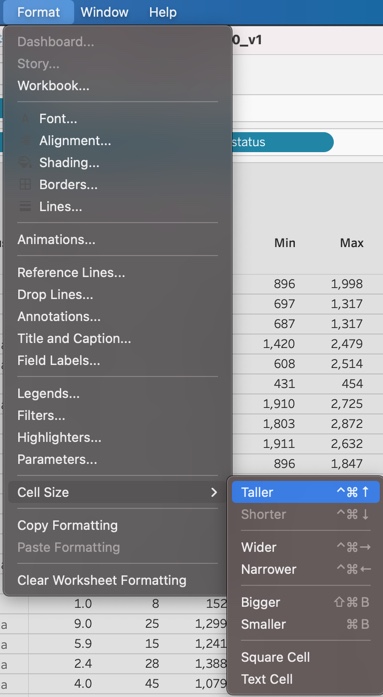 Format Window Help
Dashboard...
0_v1
Story...
Workbook...
Font...
Alignment...
status
Shading...
Borders...
Lines...
Animations...
Min Max
Reference Lines...
896 1,998
Drop Lines...
697 1,317
Annotations...
687 1,317
Title and Caption...
1,420 2,479
Field Labels...
608 2,514
431 454
Legends...
1,910 2,725
Filters...
1,803 2,872
Highlighters...
1,911 2,632
Parameters...
896 1,847
Cell Size >
Taller ^⌘↑
Shorter ^⌘↓
Wider ^⌘→
Narrower ^⌘←
Bigger ⇧⌘B
Smaller ⌘B
Square Cell
Text Cell
Copy Formatting
Paste Formatting
Clear Worksheet Formatting
1.0 8 152
a 9.0 25 1,299
a 5.9 15 1,241
a 2.4 28 1,388
a 4.0 45 1,079